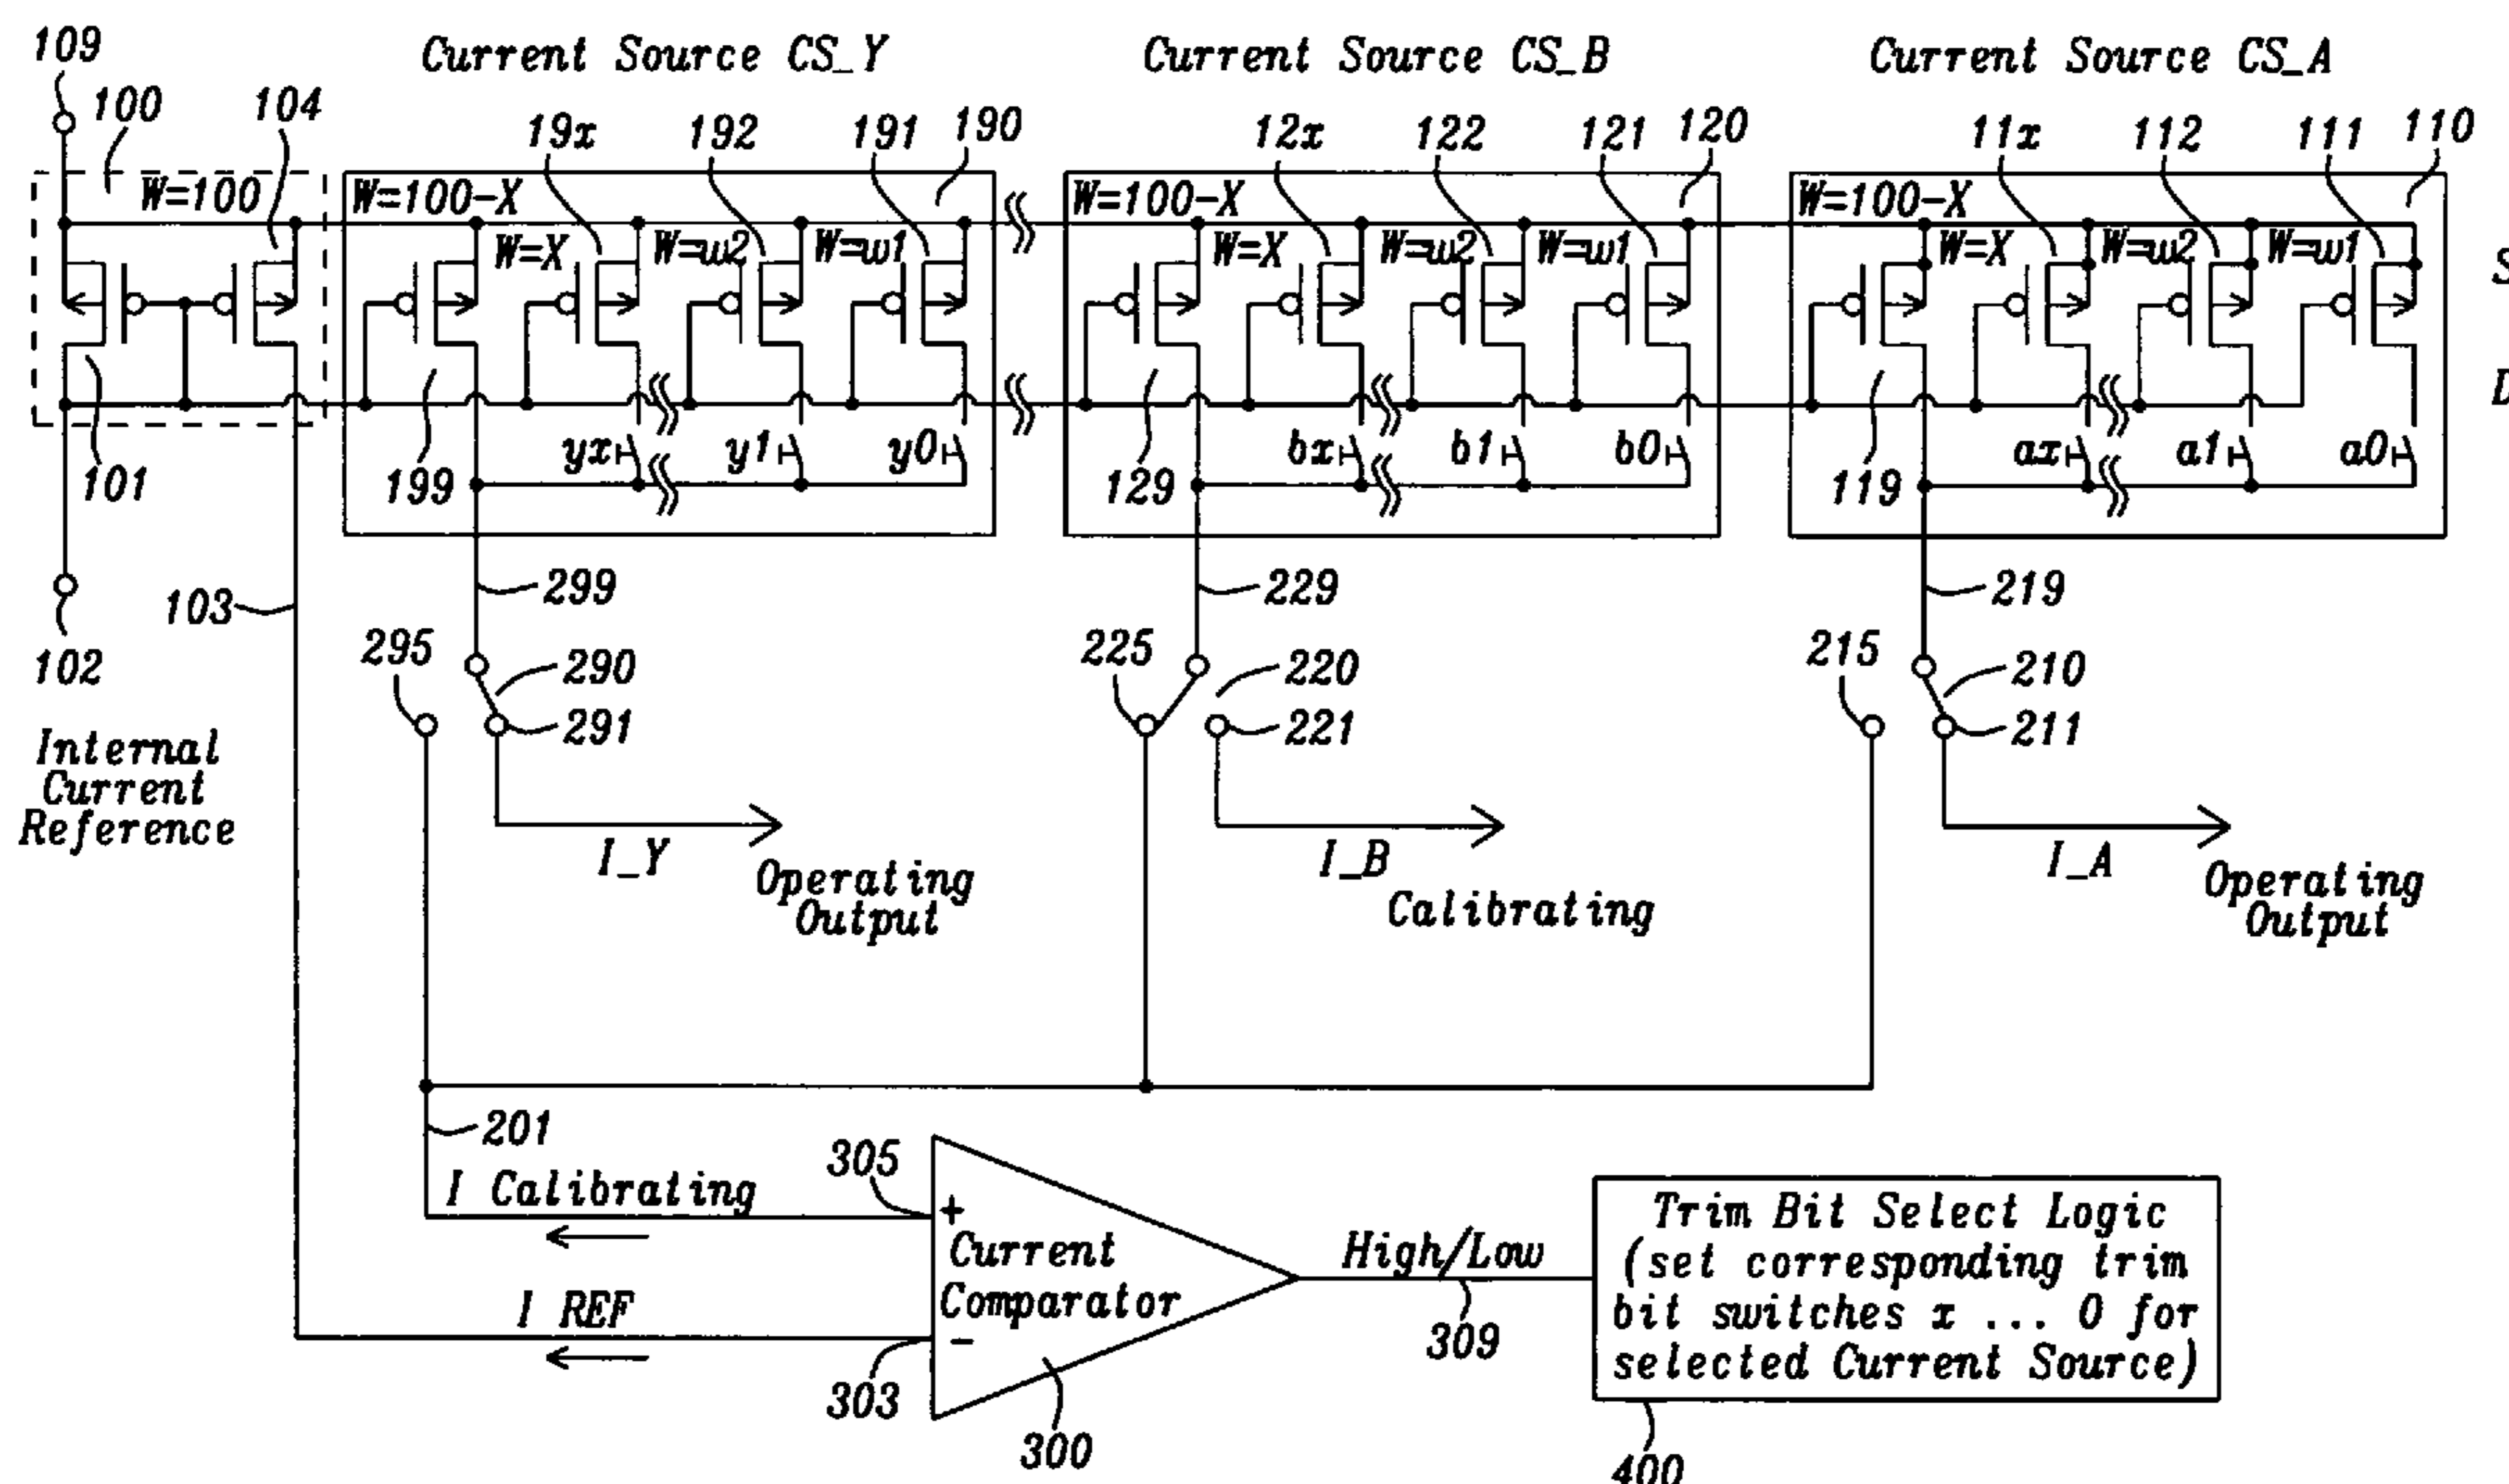 109
Current Source CS_Y
Current Source CS_B
Current Source CS_A
100
104
19x
192
191
190
12x
122
121
120
11x
112
111
110
W=100
W=100-X
W=X
W=w2
W=w1
W=100-X
W=X
W=w2
W=w1
W=100-X
W=X
W=w2
W=w1
S
D
101
199
yx
y1
y0
129
bx
b1
b0
119
ax
a1
a0
102
103
299
229
219
295
290
291
225
220
221
215
210
211
Internal
Current
Reference
I_Y
Operating
Output
I_B
Calibrating
I_A
Operating
Output
201
I Calibrating
305
+
Current
Comparator
-
I REF
303
300
High/Low
309
Trim Bit Select Logic
(set corresponding trim
bit switches x ... 0 for
selected Current Source)
400